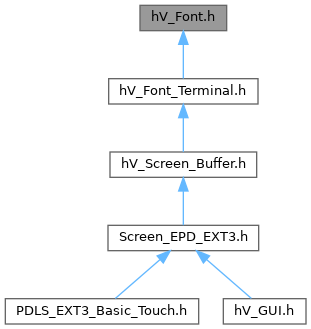 hV_Font.h
hV_Font_Terminal.h
hV_Screen_Buffer.h
Screen_EPD_EXT3.h
PDLS_EXT3_Basic_Touch.h
hV_GUI.h